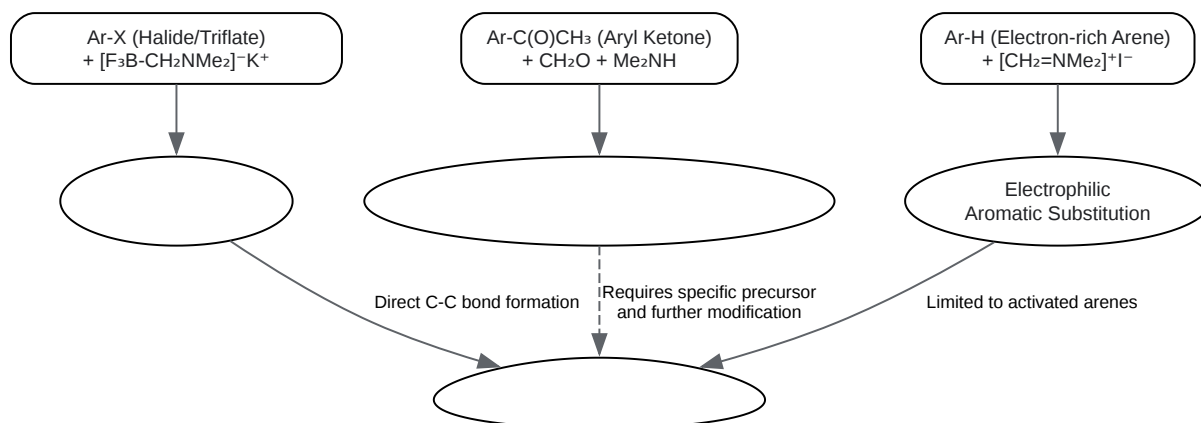 Ar-X (Halide/Triflate)
+ [F₃B-CH₂NMe₂]⁻K⁺
Ar-C(O)CH₃ (Aryl Ketone)
+ CH₂O + Me₂NH
Ar-H (Electron-rich Arene)
+ [CH₂=NMe₂]⁺I⁻
Electrophilic
Aromatic Substitution
Direct C-C bond formation
Requires specific precursor
and further modification
Limited to activated arenes